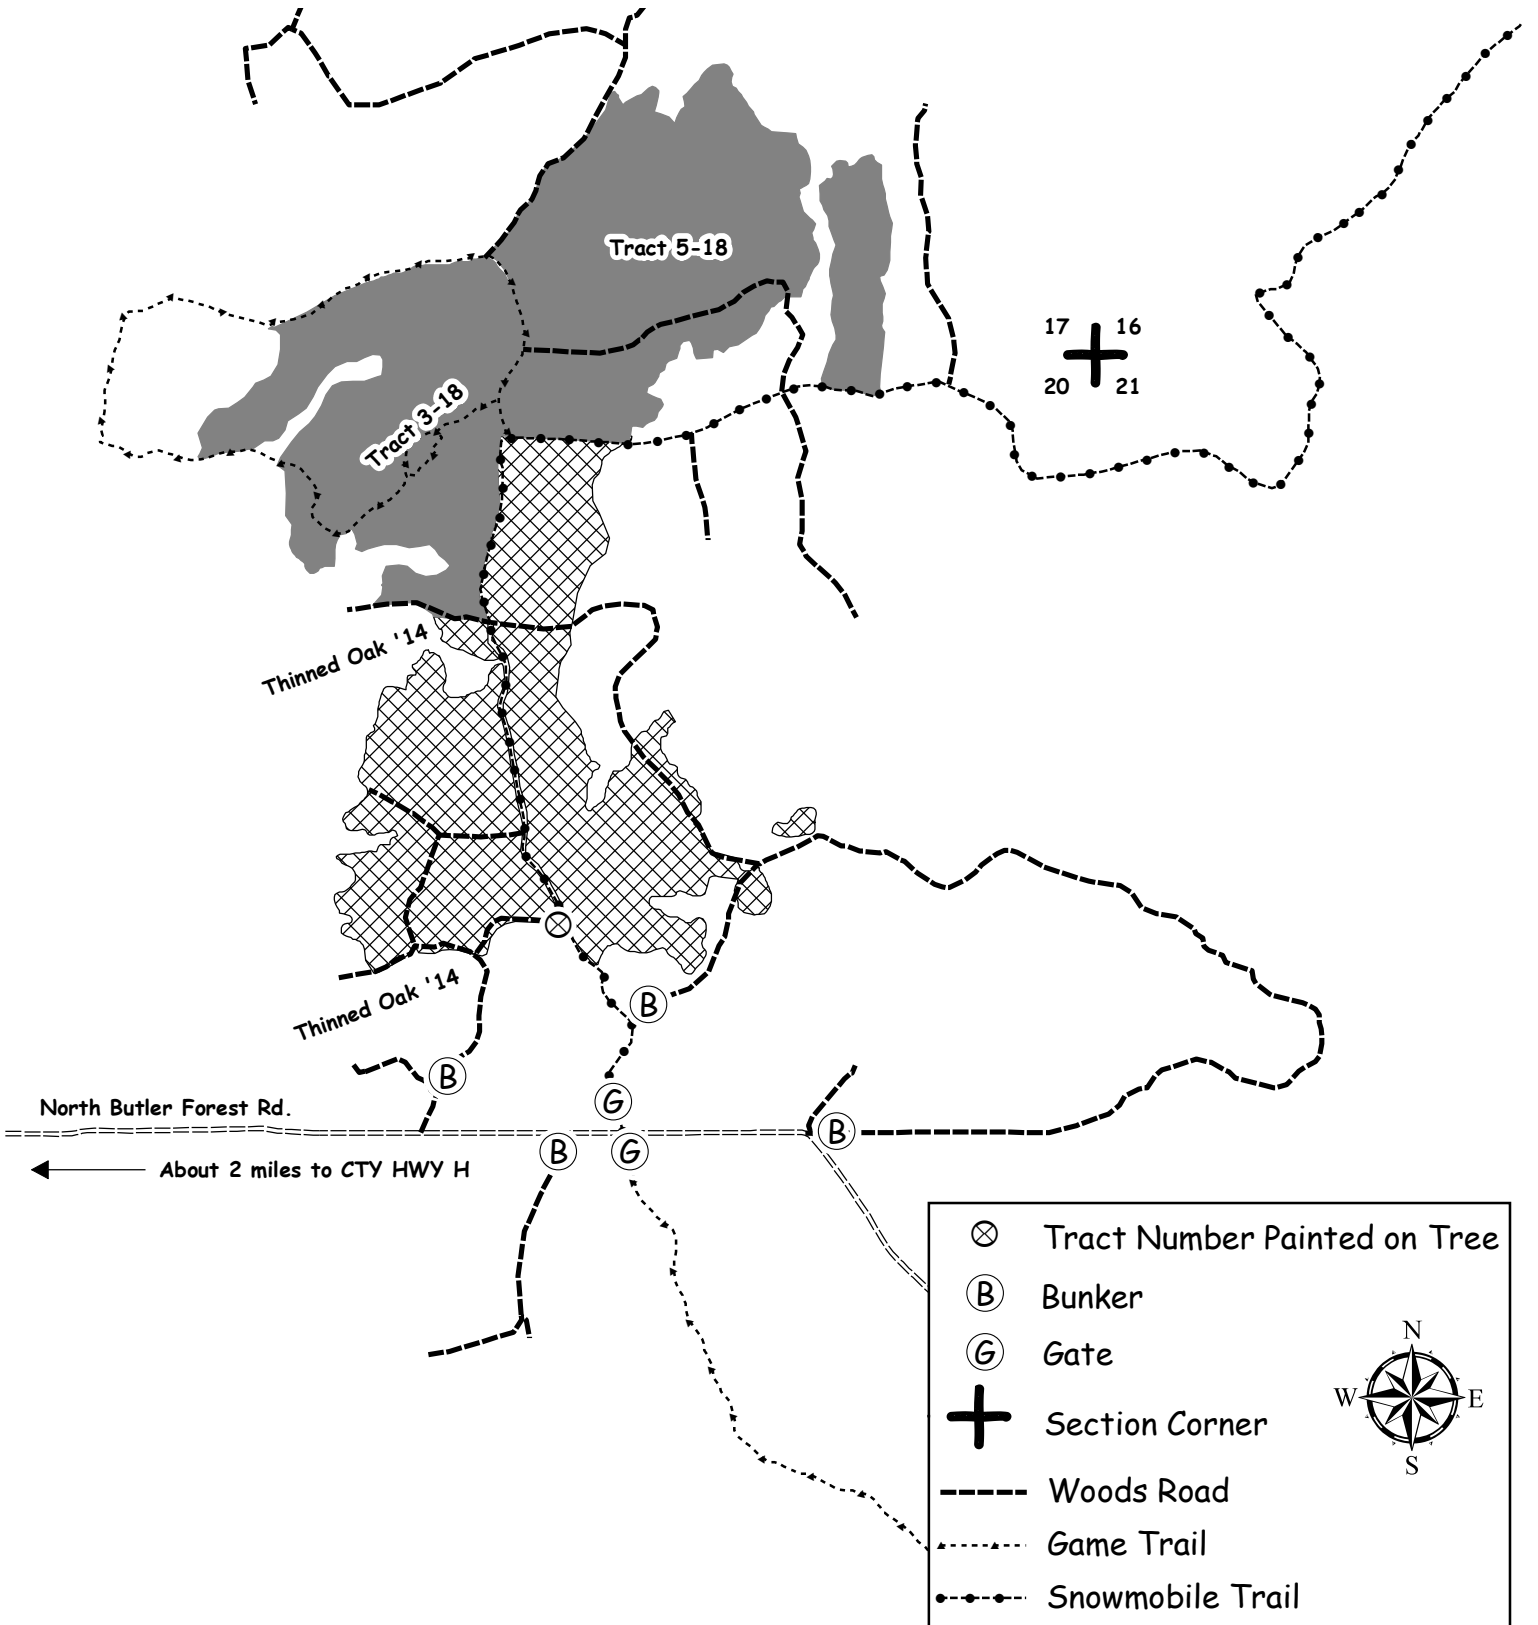 Tract 5-18
17 16
20 21
Tract 3-18
Thinned Oak '14
Thinned Oak '14
B
B
North Butler Forest Rd.
G
B
B
G
About 2 miles to CTY HWY H
Tract Number Painted on Tree
B Bunker
G Gate
N
W E
S
Section Corner
Woods Road
Game Trail
Snowmobile Trail